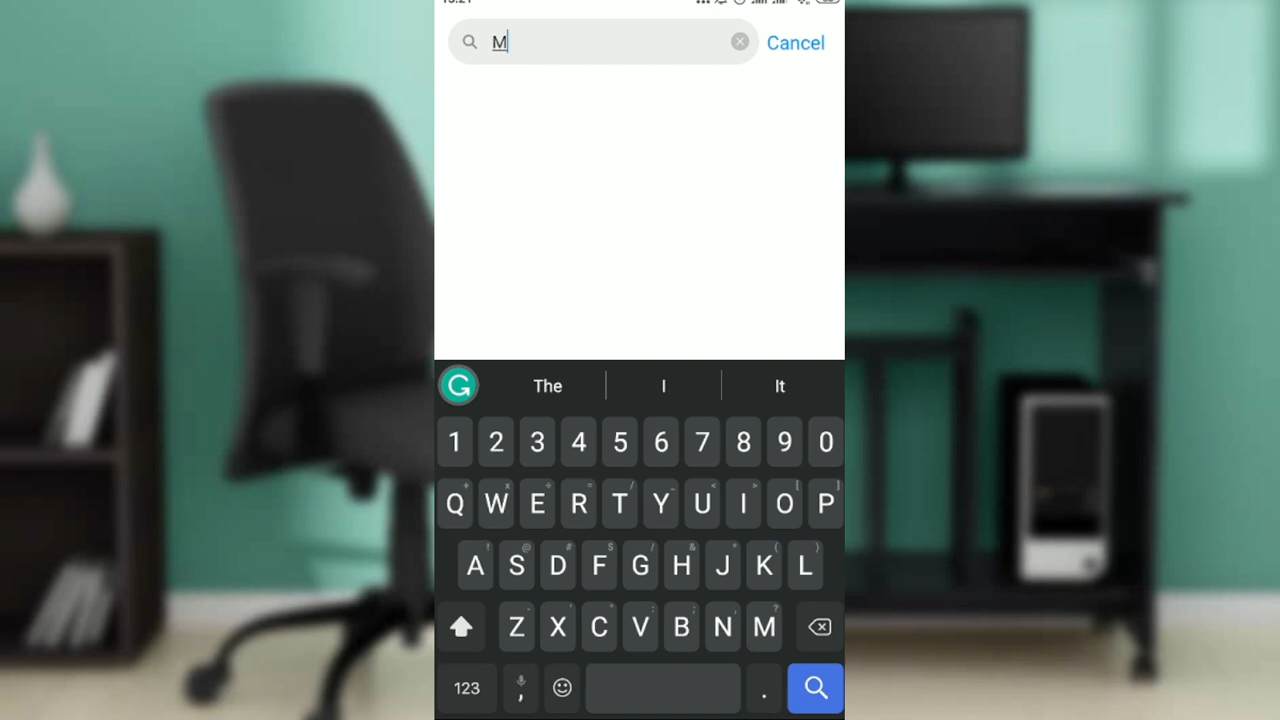 M
Cancel
The
I
It
1 2 3 4 5 6 7 8 9 0
Q W E R T Y U I O P
A S D F G H J K L
Z X C V B N M
123 , .